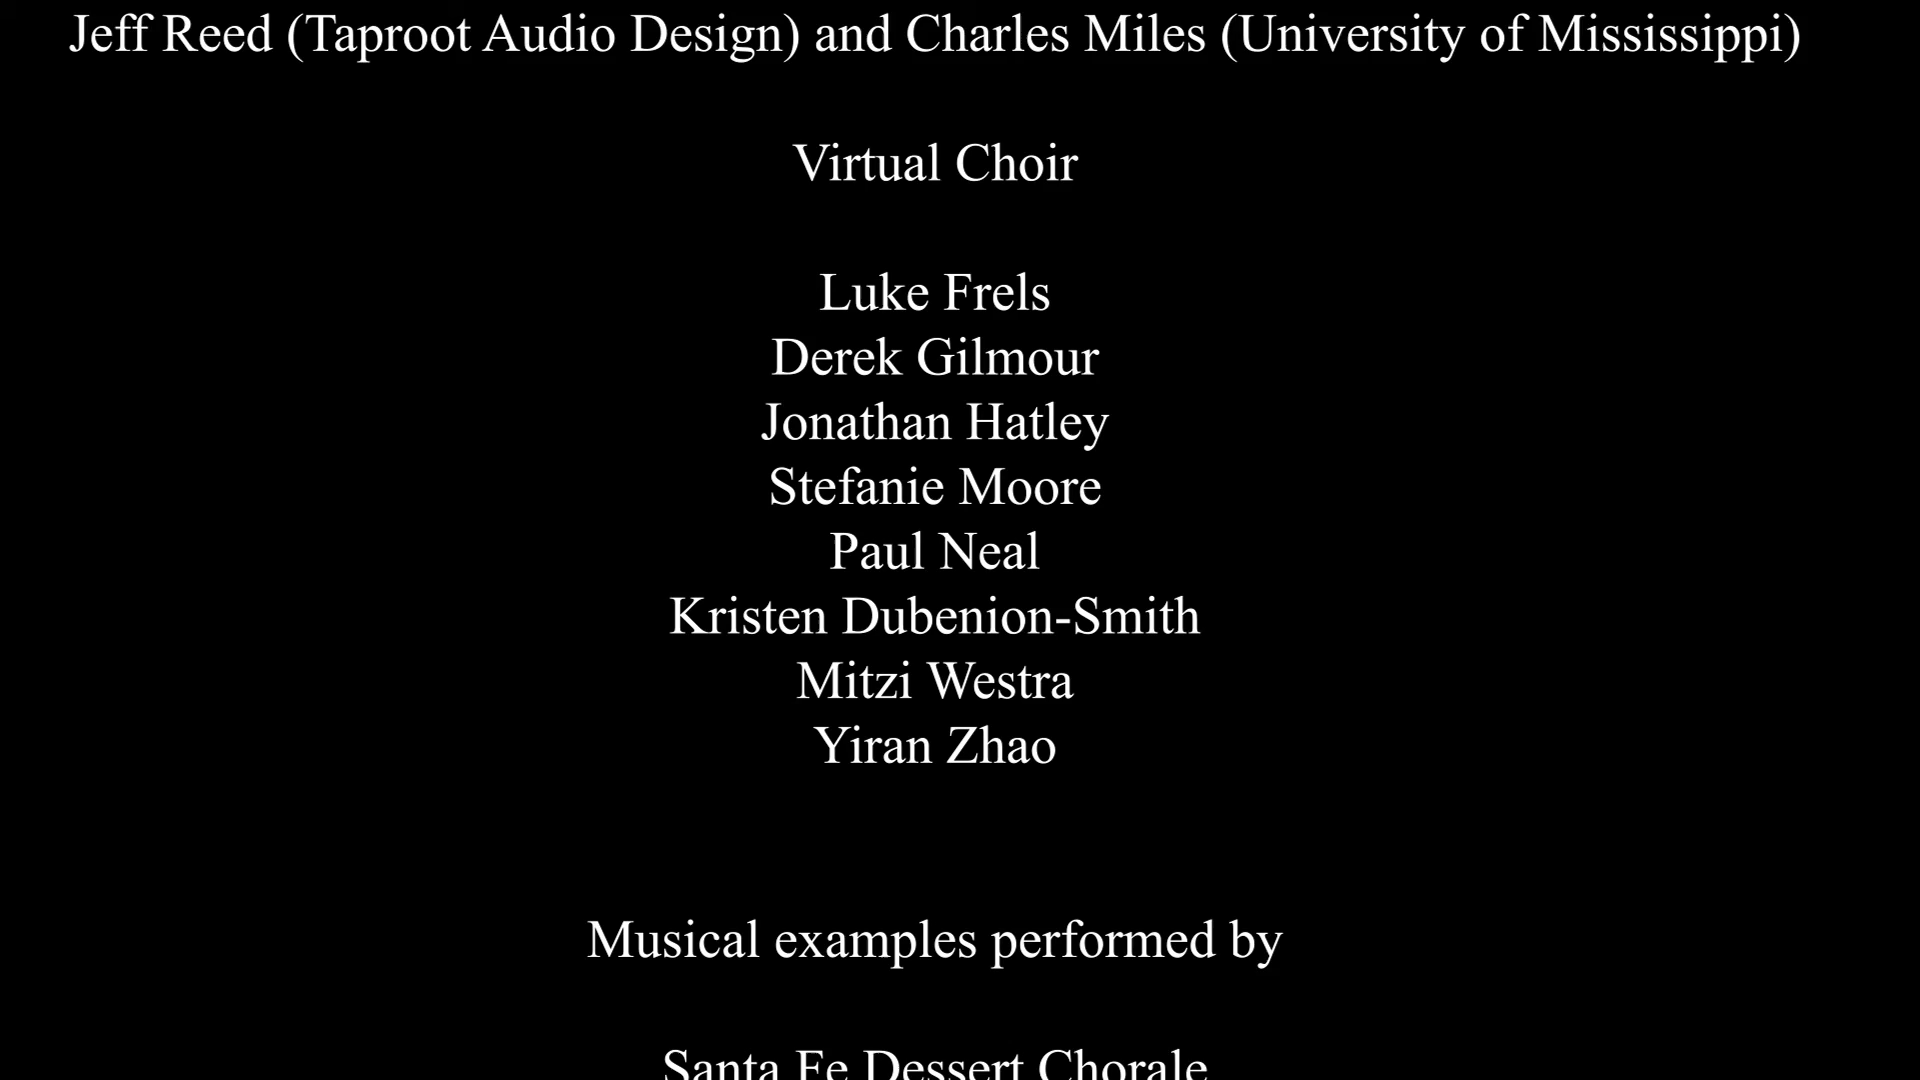 Jeff Reed (Taproot Audio Design) and Charles Miles (University of Mississippi)
Virtual Choir
Luke Frels
Derek Gilmour
Jonathan Hatley
Stefanie Moore
Paul Neal
Kristen Dubenion-Smith
Mitzi Westra
Yiran Zhao
Musical examples performed by
Santa Fe Dessert Chorale